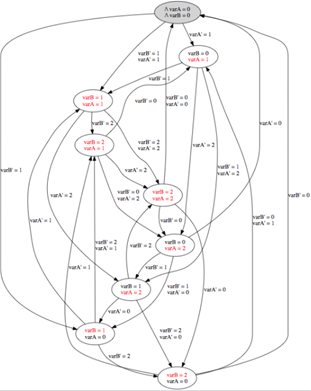 ∧ varA = 0
∧ varB = 0
varA' = 1
varB = 0
varA = 1
varB' = 1
varA' = 1
varB' = 1
varB = 1
varA = 1
varB' = 0
varB' = 0
varA' = 0
varA' = 0
varB' = 2
varB = 2
varA = 1
varB' = 2
varA' = 2
varA' = 2
varB' = 1
varA' = 2
varB' = 1
varA' = 2
varA' = 2
varB' = 0
varA' = 2
varB = 2
varA = 2
varB' = 0
varA' = 1
varB' = 0
varB' = 0
varA' = 1
varB = 0
varA = 2
varB' = 2
varA' = 1
varB' = 2
varB' = 1
varA' = 1
varB = 1
varA = 2
varB' = 1
varA' = 0
varA' = 0
varA' = 0
varB = 1
varA = 0
varB' = 2
varA' = 0
varB' = 2
varB = 2
varA = 0